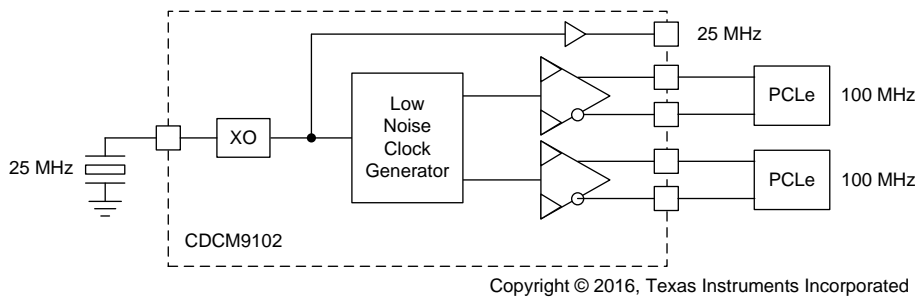 25 MHz
PCLe
100 MHz
Low
Noise
Clock
Generator
XO
25 MHz
PCLe
100 MHz
CDCM9102
Copyright © 2016, Texas Instruments Incorporated